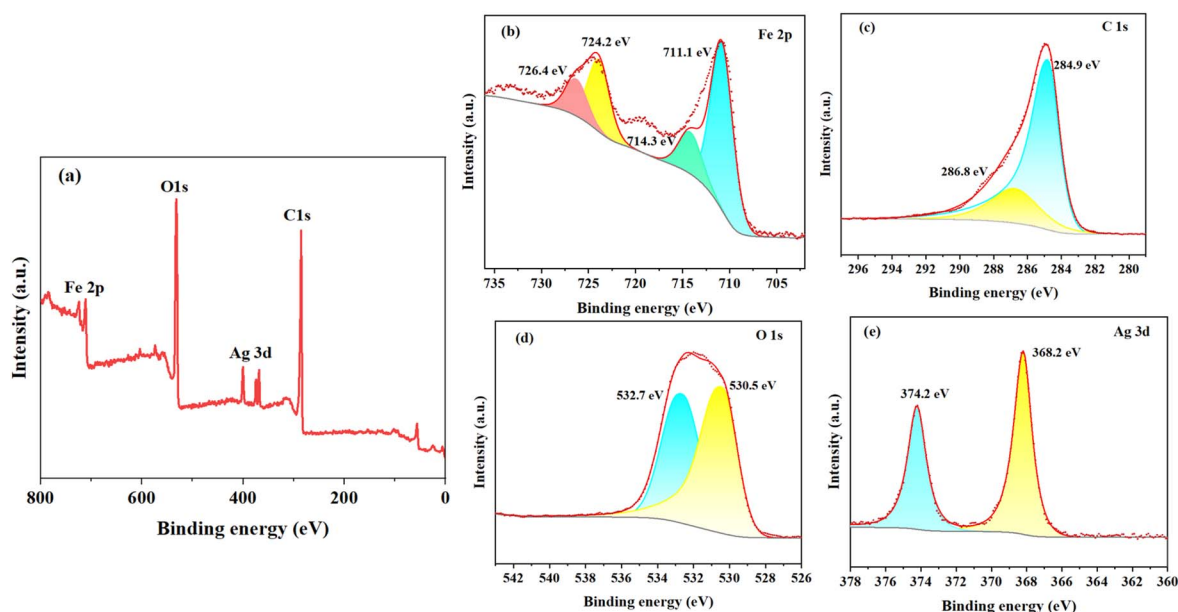 (a)
O1s
C1s
Fe 2p
Ag 3d
Intensity (a.u.)
800 600 400 200 0
Binding energy (eV)
(b)
Fe 2p
724.2 eV
726.4 eV
711.1 eV
714.3 eV
Intensity (a.u.)
735 730 725 720 715 710 705
Binding energy (eV)
(c)
C 1s
284.9 eV
286.8 eV
Intensity (a.u.)
296 294 292 290 288 286 284 282 280
Binding energy (eV)
(d)
O 1s
532.7 eV
530.5 eV
Intensity (a.u.)
542 540 538 536 534 532 530 528 526
Binding energy (eV)
(e)
Ag 3d
368.2 eV
374.2 eV
Intensity (a.u.)
378 376 374 372 370 368 366 364 362 360
Binding energy (eV)